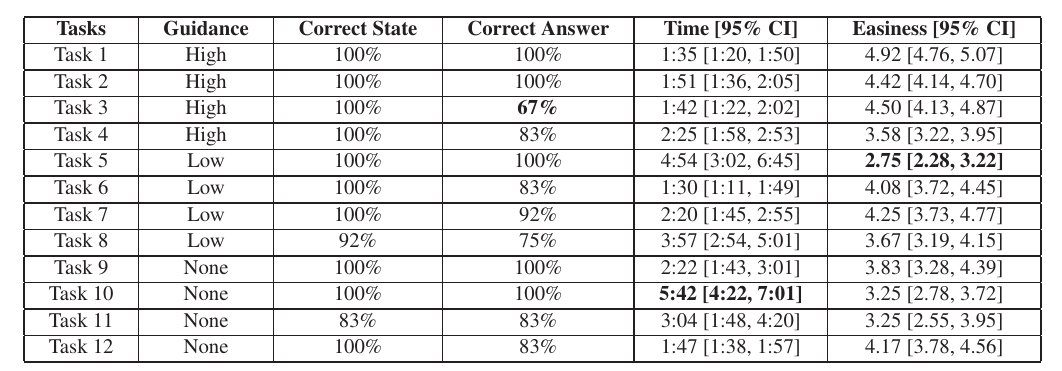 Tasks Guidance Correct State Correct Answer Time [95% CI] Easiness [95% CI]
Task 1 High 100% 100% 1:35 [1:20, 1:50] 4.92 [4.76, 5.07]
Task 2 High 100% 100% 1:51 [1:36, 2:05] 4.42 [4.14, 4.70]
Task 3 High 100% 67% 1:42 [1:22, 2:02] 4.50 [4.13, 4.87]
Task 4 High 100% 83% 2:25 [1:58, 2:53] 3.58 [3.22, 3.95]
Task 5 Low 100% 100% 4:54 [3:02, 6:45] 2.75 [2.28, 3.22]
Task 6 Low 100% 83% 1:30 [1:11, 1:49] 4.08 [3.72, 4.45]
Task 7 Low 100% 92% 2:20 [1:45, 2:55] 4.25 [3.73, 4.77]
Task 8 Low 92% 75% 3:57 [2:54, 5:01] 3.67 [3.19, 4.15]
Task 9 None 100% 100% 2:22 [1:43, 3:01] 3.83 [3.28, 4.39]
Task 10 None 100% 100% 5:42 [4:22, 7:01] 3.25 [2.78, 3.72]
Task 11 None 83% 83% 3:04 [1:48, 4:20] 3.25 [2.55, 3.95]
Task 12 None 100% 83% 1:47 [1:38, 1:57] 4.17 [3.78, 4.56]